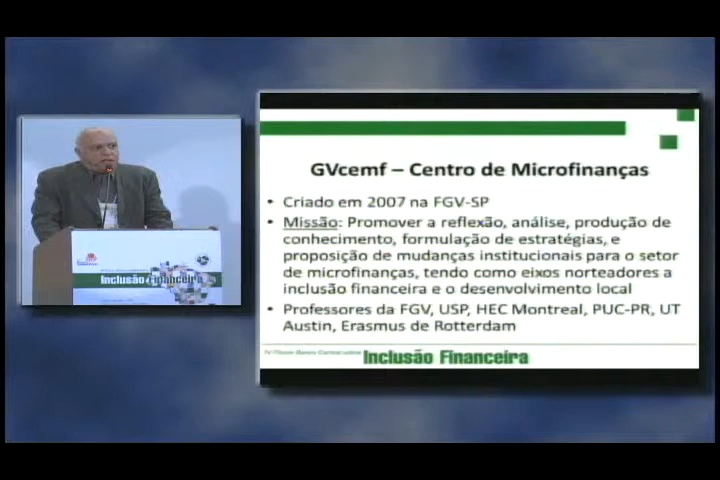 GVcemf – Centro de Microfinanças
• Criado em 2007 na FGV-SP
• Missão: Promover a reflexão, análise, produção de
conhecimento, formulação de estratégias, e
proposição de mudanças institucionais para o setor
de microfinanças, tendo como eixos norteadores a
inclusão financeira e o desenvolvimento local
• Professores da FGV, USP, HEC Montreal, PUC-PR, UT
Austin, Erasmus de Rotterdam
Inclusão Financeira
Inclusão Financeira